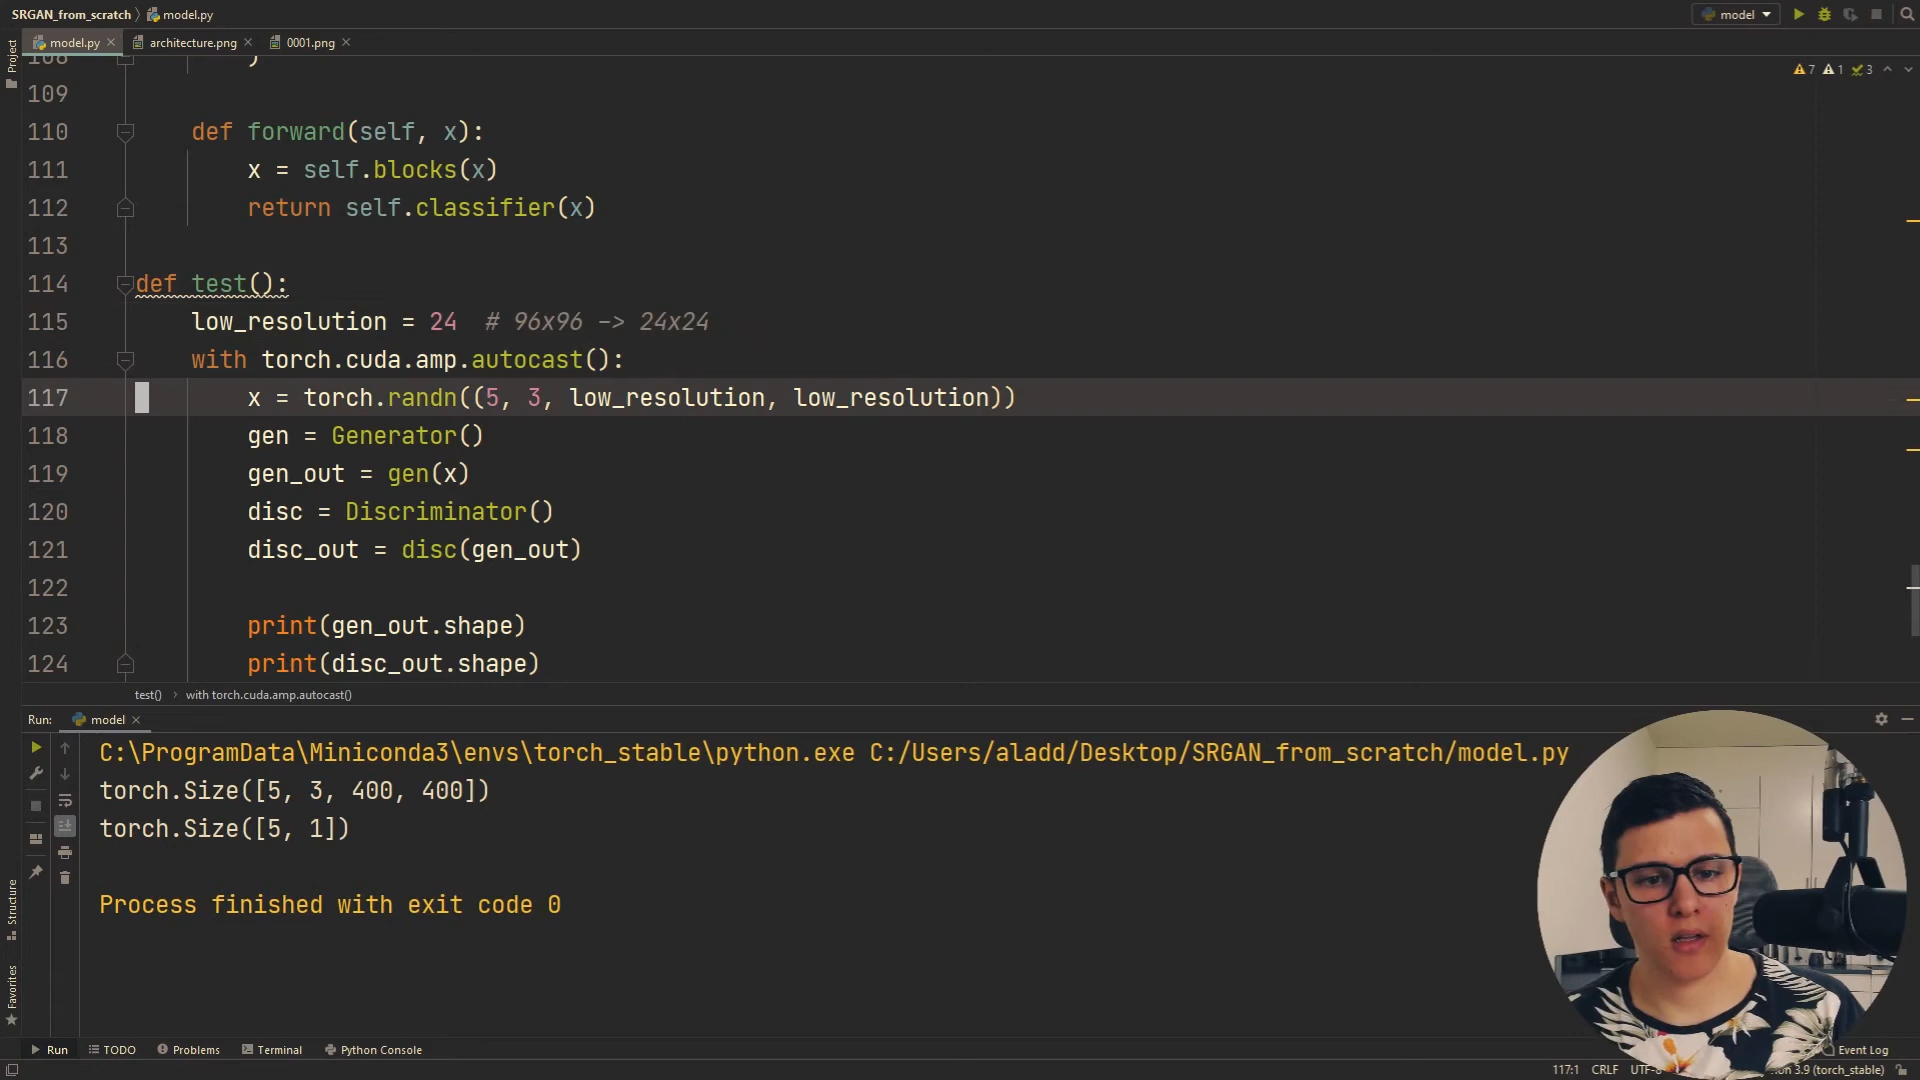 SRGAN_from_scratch model.py
model
Project
model.py architecture.png 0001.png
7 1 3
108 )
109
110 def forward(self, x):
111 x = self.blocks(x)
112 return self.classifier(x)
113
114 def test():
115 low_resolution = 24 # 96x96 -> 24x24
116 with torch.cuda.amp.autocast():
117 x = torch.randn((5, 3, low_resolution, low_resolution))
118 gen = Generator()
119 gen_out = gen(x)
120 disc = Discriminator()
121 disc_out = disc(gen_out)
122
123 print(gen_out.shape)
124 print(disc_out.shape)
test() with torch.cuda.amp.autocast()
Run: model
C:\ProgramData\Miniconda3\envs\torch_stable\python.exe C:/Users/aladd/Desktop/SRGAN_from_scratch/model.py
torch.Size([5, 3, 400, 400])
torch.Size([5, 1])
Process finished with exit code 0
Structure
Favorites
Run TODO Problems Terminal Python Console Event Log
117:1 CRLF 3.9 (torch_stable)